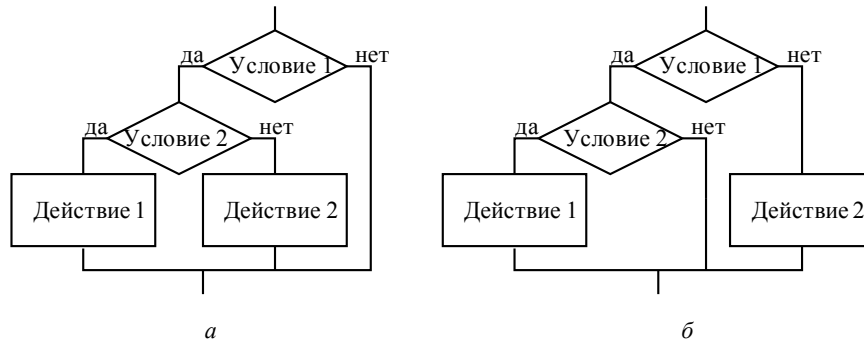 да
Условие 1
нет
да
Условие 2
нет
Действие 1
Действие 2
а
да
Условие 1
нет
да
Условие 2
нет
Действие 1
Действие 2
б